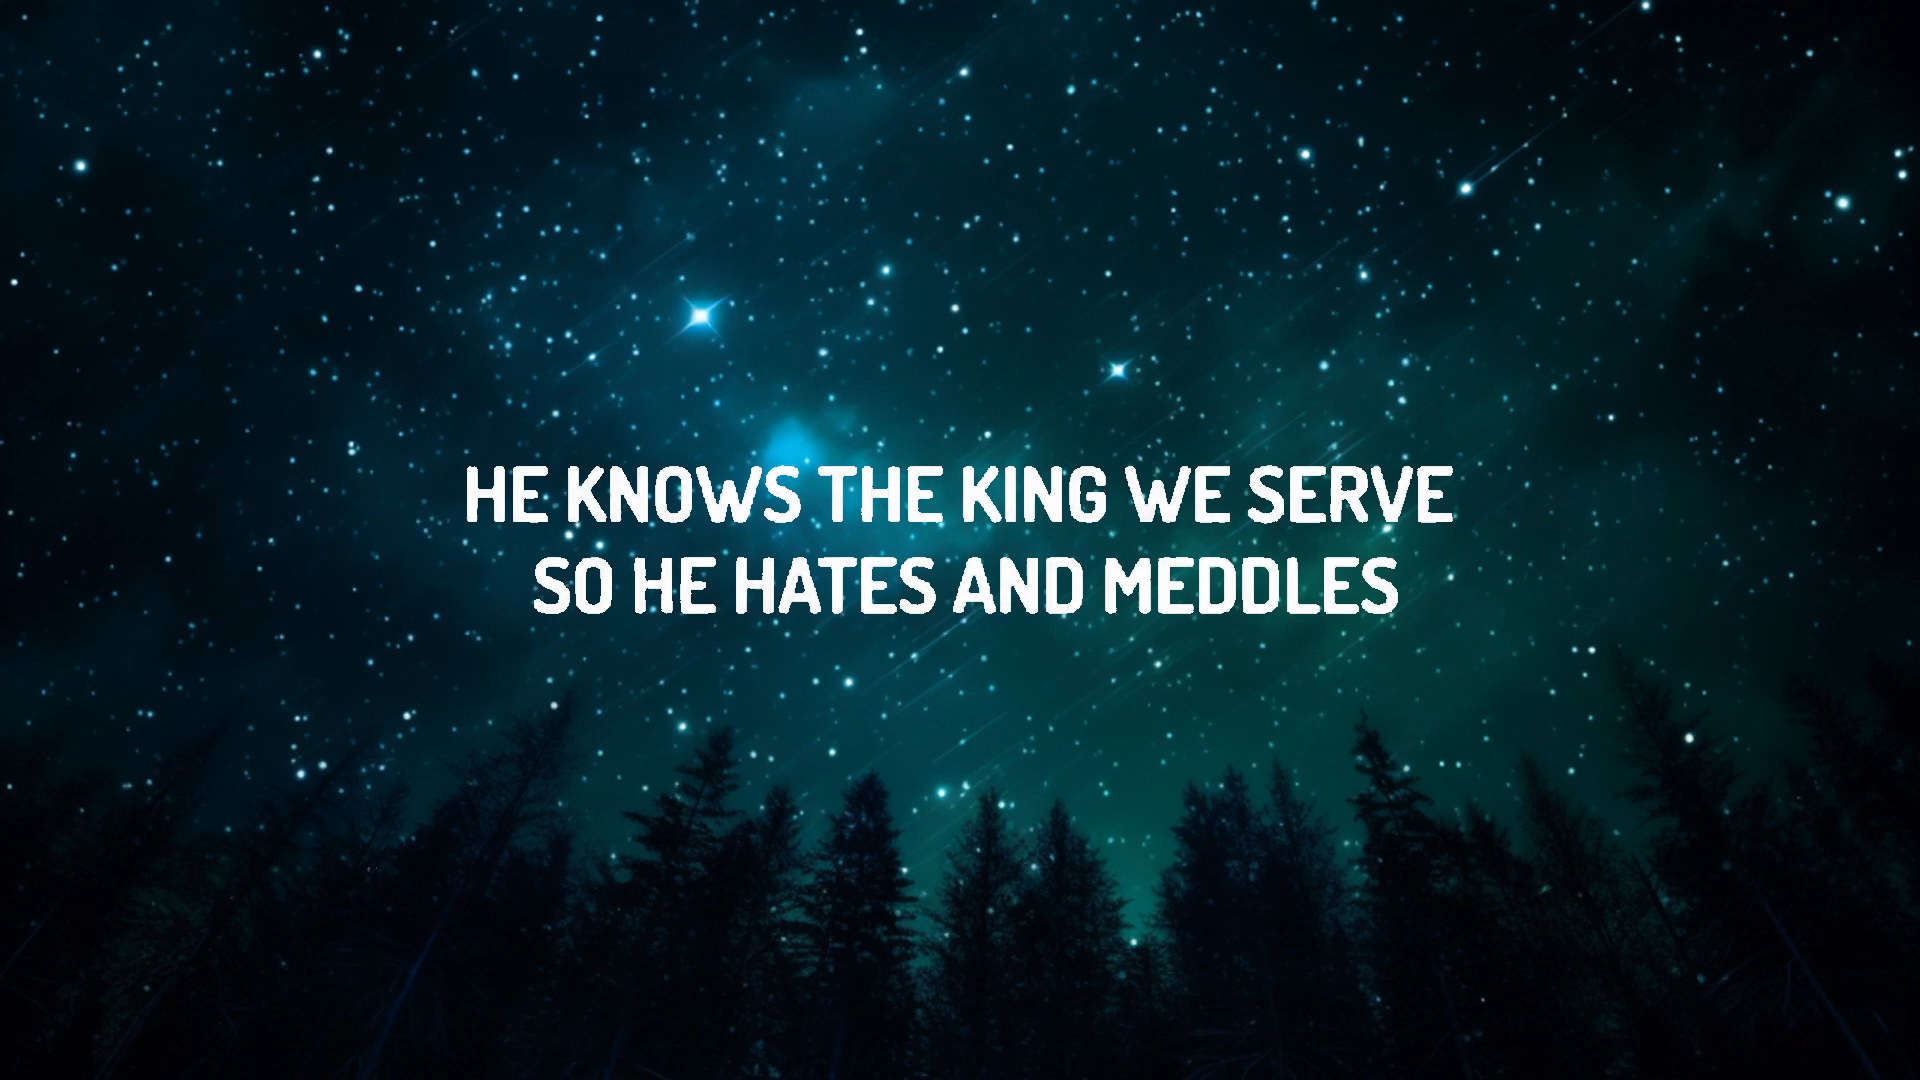 HE KNOWS THE KING WE SERVE
SO HE HATES AND MEDDLES